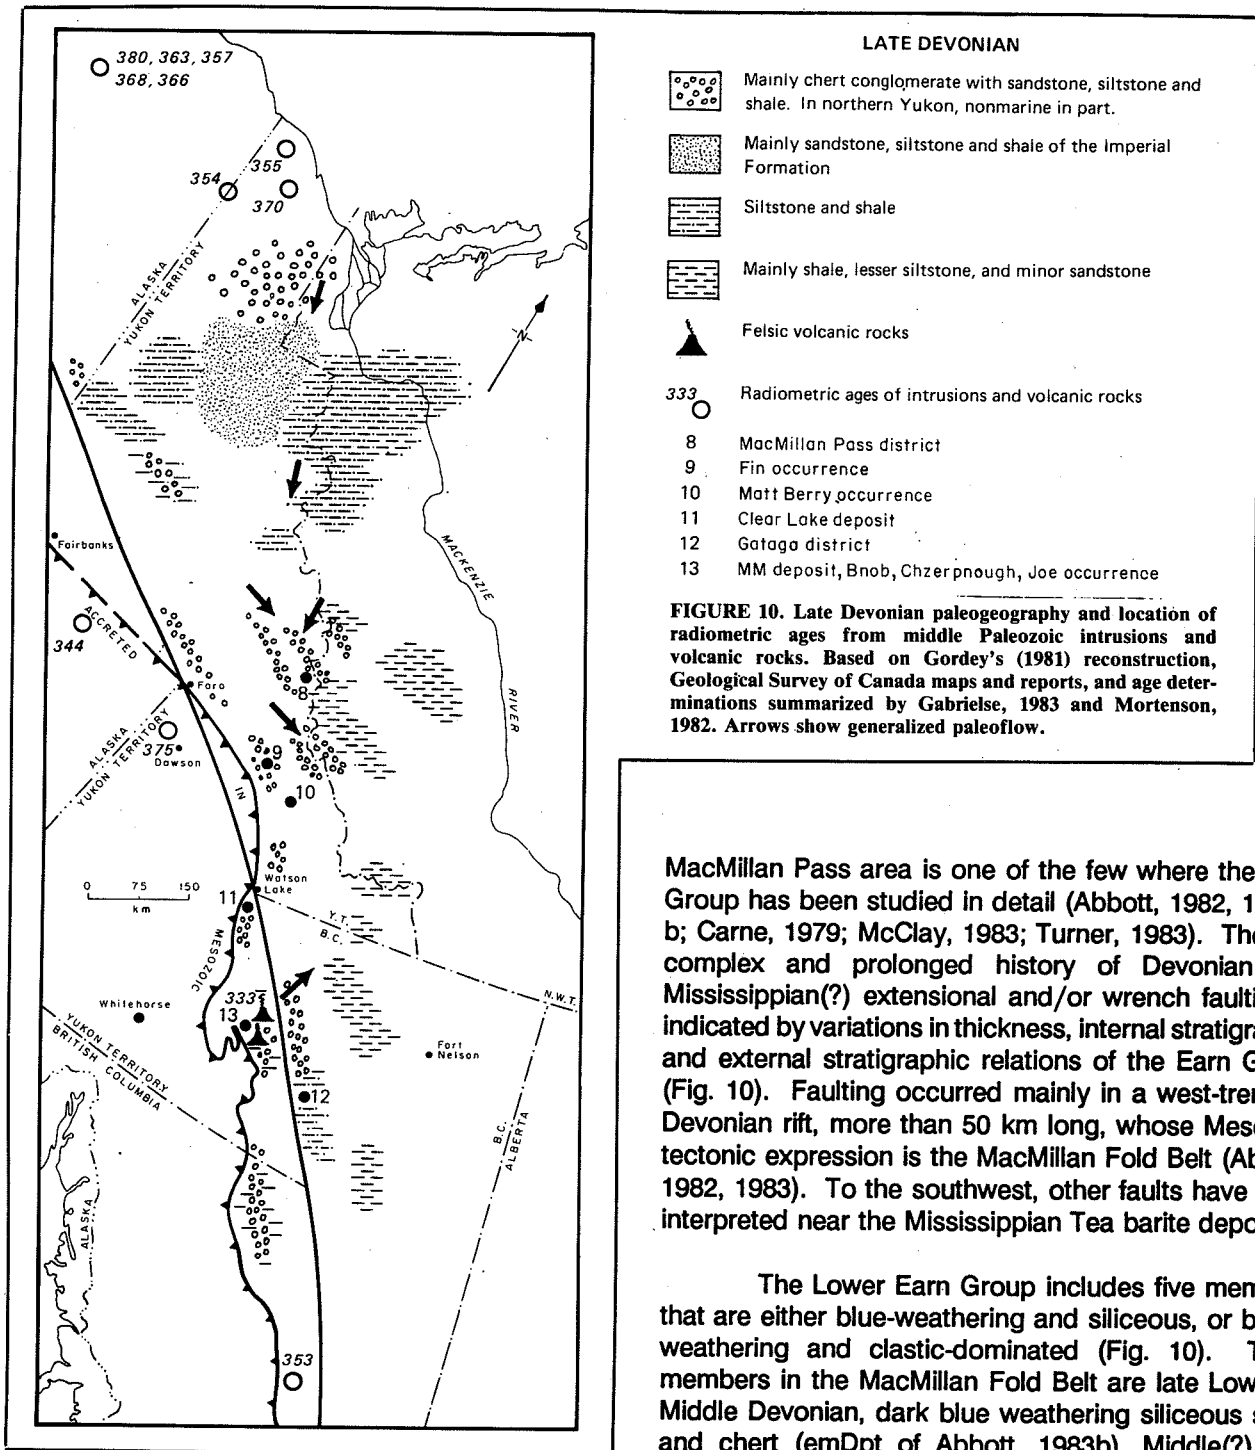 380, 363, 357
368, 366
355
354
370
ALASKA
YUKON TERRITORY
-N-
Fairbanks
MACKENZIE
RIVER
ACCRETED
344
Faro
8
ALASKA
YUKON TERRITORY
375
Dawson
9
IN
10
0 75 150
km
Watson
Lake
11
Y.T.
B.C.
MESOZOIC
N.W.T.
333
Whitehorse
13
Fort
Nelson
YUKON TERRITORY
BRITISH COLUMBIA
12
B.C.
ALBERTA
ALASKA
353
LATE DEVONIAN
Mainly chert conglomerate with sandstone, siltstone and
shale. In northern Yukon, nonmarine in part.
Mainly sandstone, siltstone and shale of the Imperial
Formation
Siltstone and shale
Mainly shale, lesser siltstone, and minor sandstone
Felsic volcanic rocks
333 Radiometric ages of intrusions and volcanic rocks
8 MacMillan Pass district
9 Fin occurrence
10 Matt Berry occurrence
11 Clear Lake deposit
12 Gataga district
13 MM deposit, Bnob, Chzerpnough, Joe occurrence
FIGURE 10. Late Devonian paleogeography and location of
radiometric ages from middle Paleozoic intrusions and
volcanic rocks. Based on Gordey's (1981) reconstruction,
Geological Survey of Canada maps and reports, and age deter-
minations summarized by Gabrielse, 1983 and Mortenson,
1982. Arrows show generalized paleoflow.
MacMillan Pass area is one of the few where the
Group has been studied in detail (Abbott, 1982, 1
b; Carne, 1979; McClay, 1983; Turner, 1983). The
complex and prolonged history of Devonian
Mississippian(?) extensional and/or wrench faulti
indicated by variations in thickness, internal stratigra
and external stratigraphic relations of the Earn G
(Fig. 10). Faulting occurred mainly in a west-tren
Devonian rift, more than 50 km long, whose Meso
tectonic expression is the MacMillan Fold Belt (Ab
1982, 1983). To the southwest, other faults have
interpreted near the Mississippian Tea barite depo
The Lower Earn Group includes five mem
that are either blue-weathering and siliceous, or b
weathering and clastic-dominated (Fig. 10). T
members in the MacMillan Fold Belt are late Low
Middle Devonian, dark blue weathering siliceous s
and chert (emDpt of Abbott, 1983b). Middle(?)